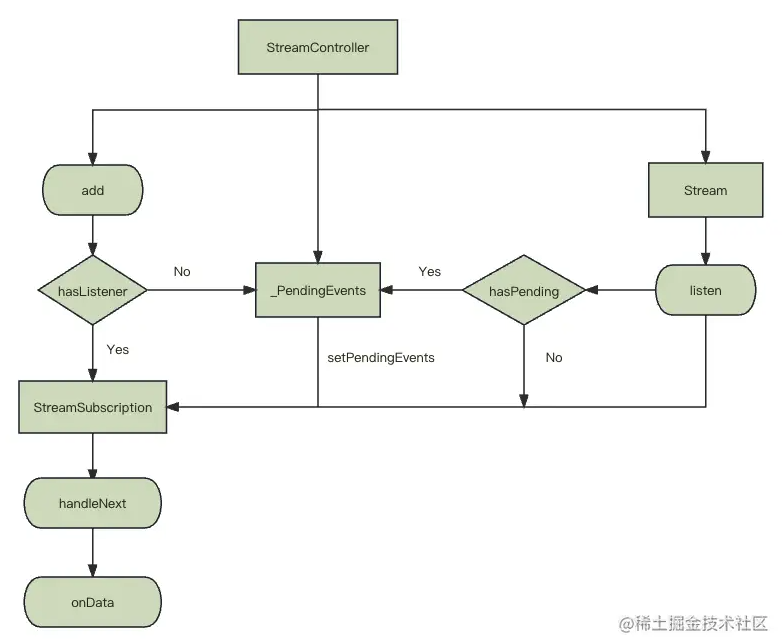 StreamController
add
Stream
hasListener
No
_PendingEvents
Yes
hasPending
listen
Yes
setPendingEvents
No
StreamSubscription
handleNext
onData
@稀土掘金技术社区